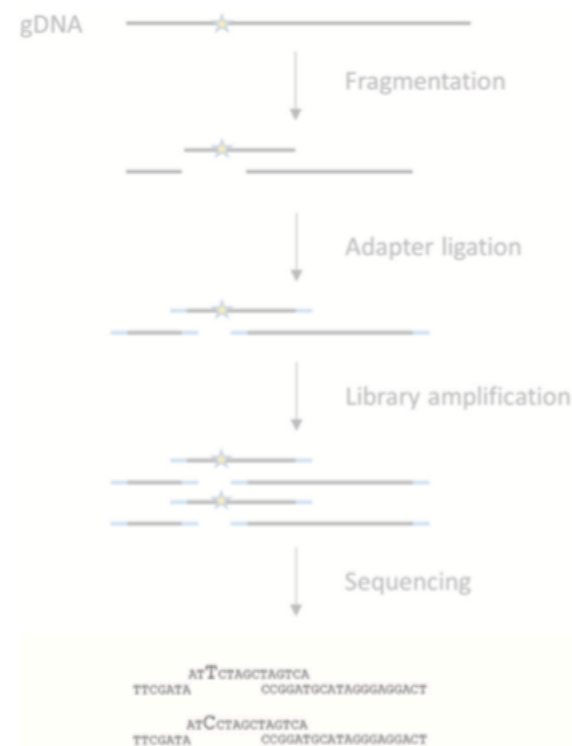 gDNA
Fragmentation
Adapter ligation
Library amplification
Sequencing
ATTCTAGCTAGTCA
TTCGATA CCGGATGCATAGGGAGGACT
ATCCTAGCTAGTCA
TTCGATA CCGGATGCATAGGGAGGACT